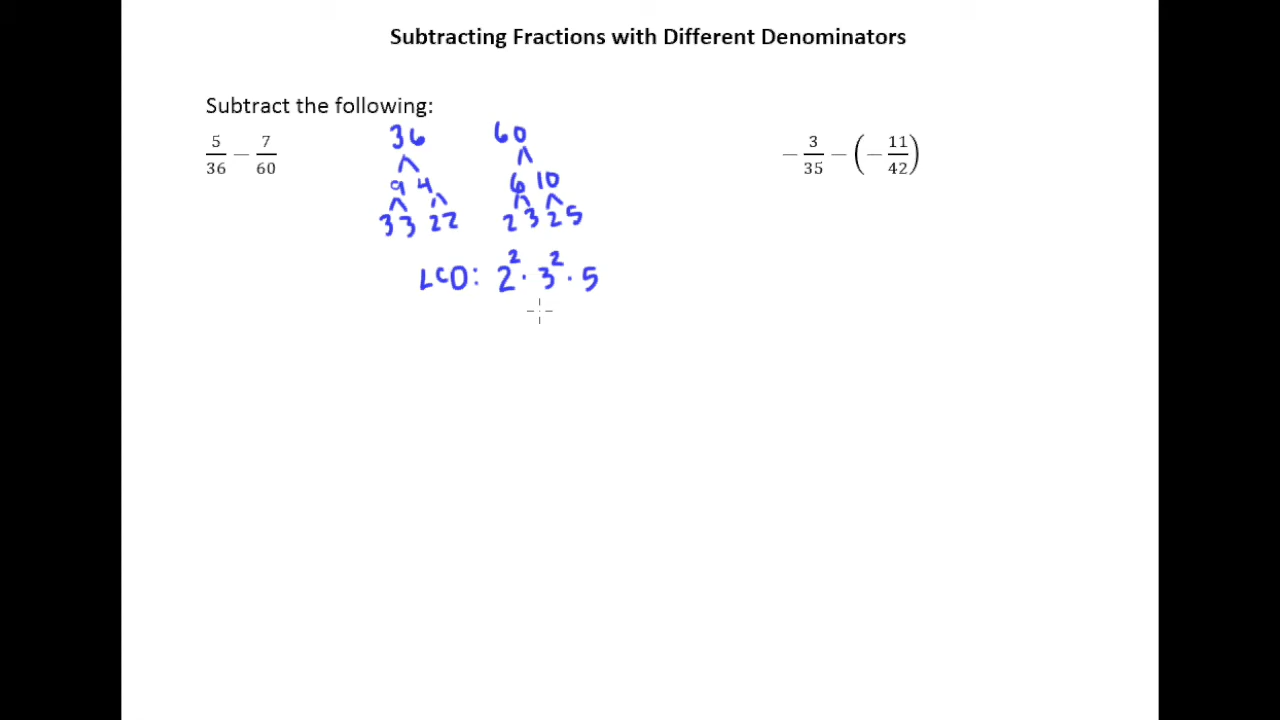 Subtracting Fractions with Different Denominators
Subtract the following:
5/36 − 7/60
36
9 4
3 3 2 2
60
6 10
2 3 2 5
LCD: 2² · 3² · 5
−3/35 − (−11/42)